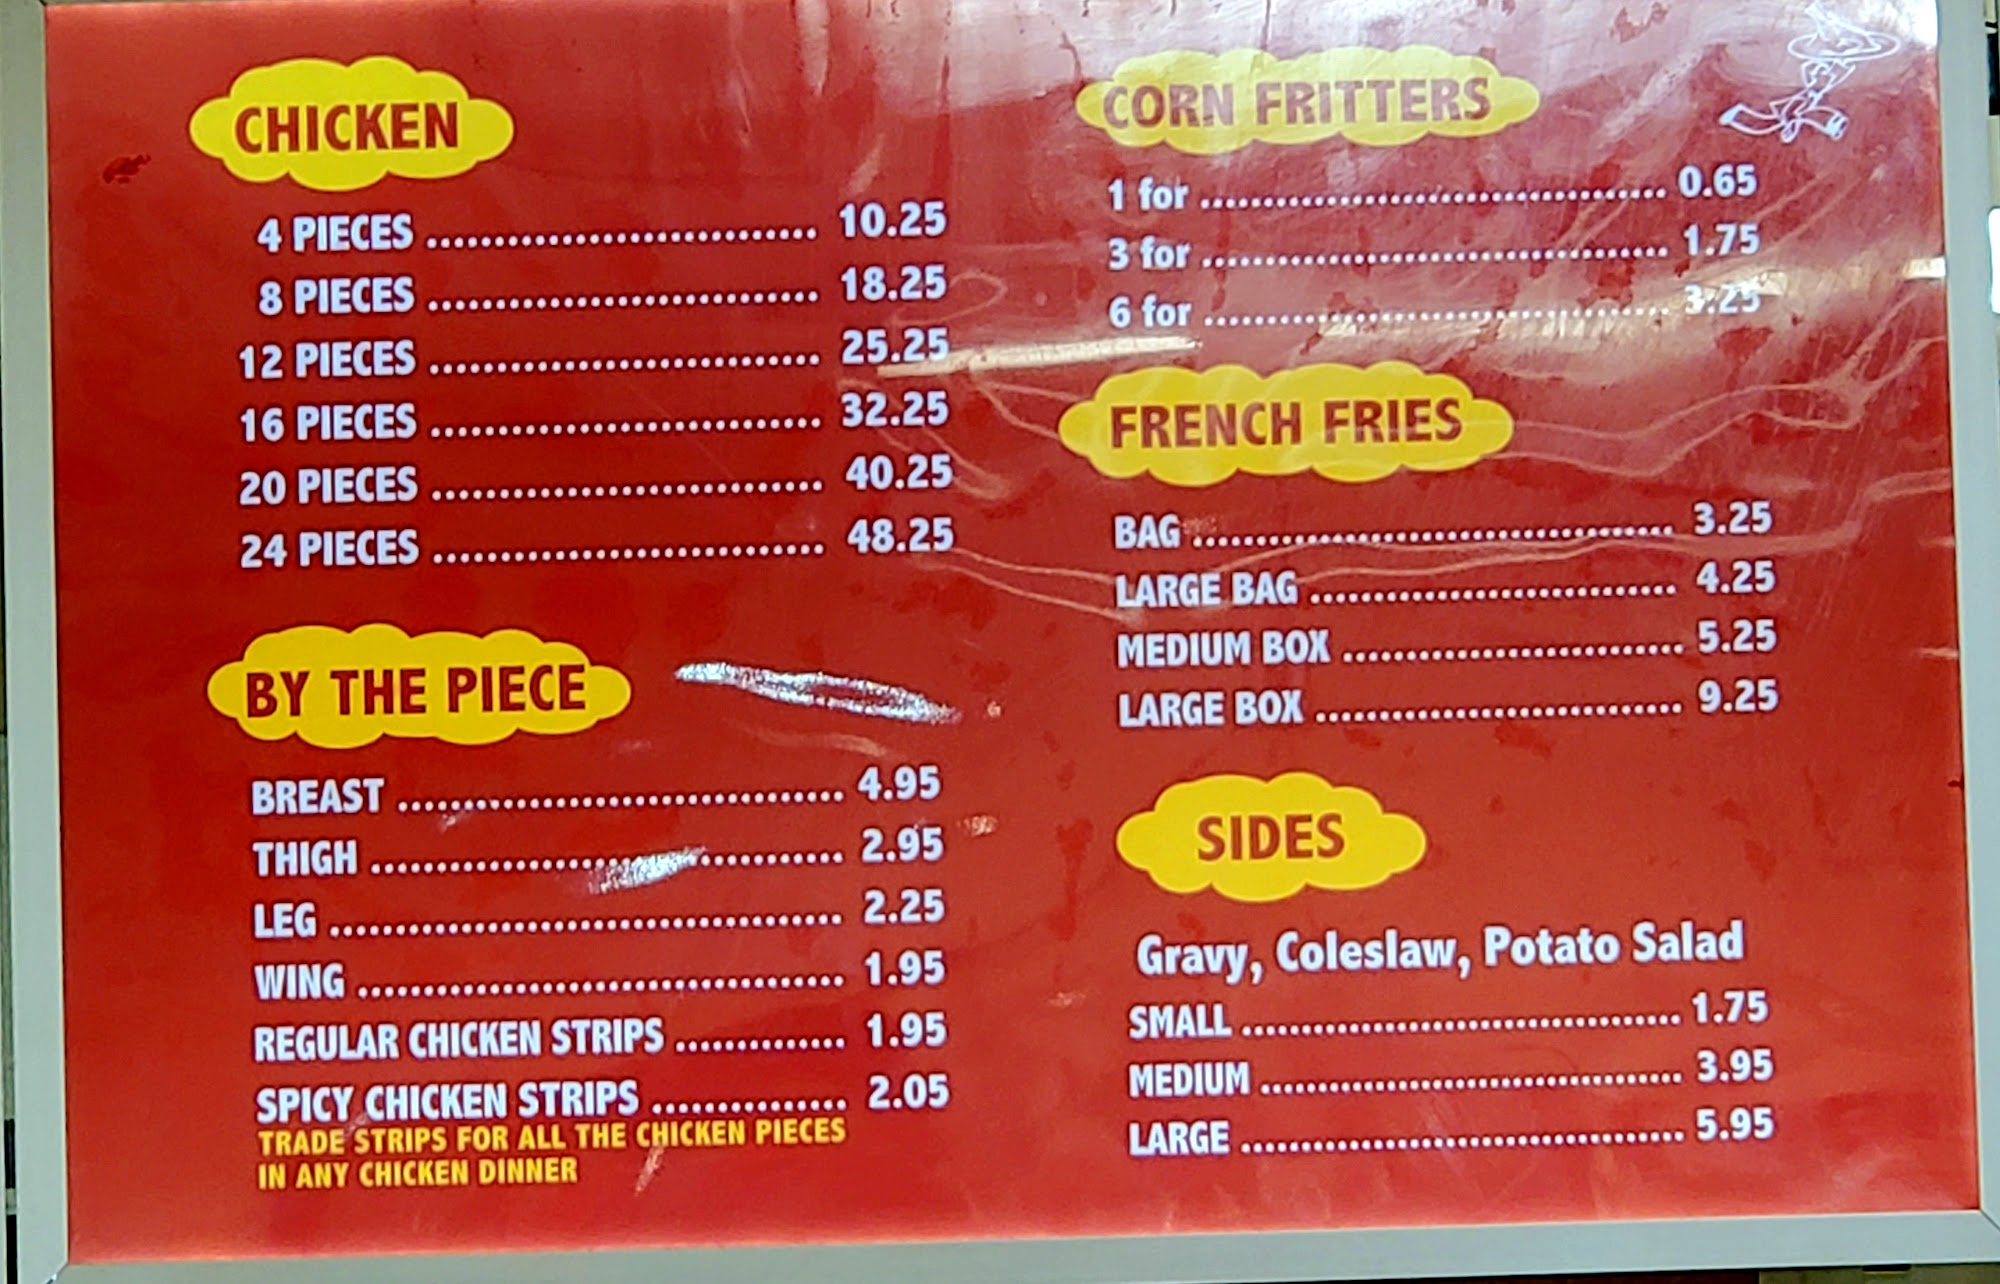 CHICKEN
4 PIECES .............................. 10.25
8 PIECES .............................. 18.25
12 PIECES .............................. 25.25
16 PIECES .............................. 32.25
20 PIECES .............................. 40.25
24 PIECES .............................. 48.25
BY THE PIECE
BREAST .................................. 4.95
THIGH .................................... 2.95
LEG ....................................... 2.25
WING ..................................... 1.95
REGULAR CHICKEN STRIPS ............. 1.95
SPICY CHICKEN STRIPS ............... 2.05
TRADE STRIPS FOR ALL THE CHICKEN PIECES
IN ANY CHICKEN DINNER
CORN FRITTERS
1 for ....................................... 0.65
3 for ....................................... 1.75
6 for ....................................... 3.25
FRENCH FRIES
BAG ......................................... 3.25
LARGE BAG ............................... 4.25
MEDIUM BOX ............................. 5.25
LARGE BOX ............................... 9.25
SIDES
Gravy, Coleslaw, Potato Salad
SMALL ..................................... 1.75
MEDIUM .................................... 3.95
LARGE ...................................... 5.95